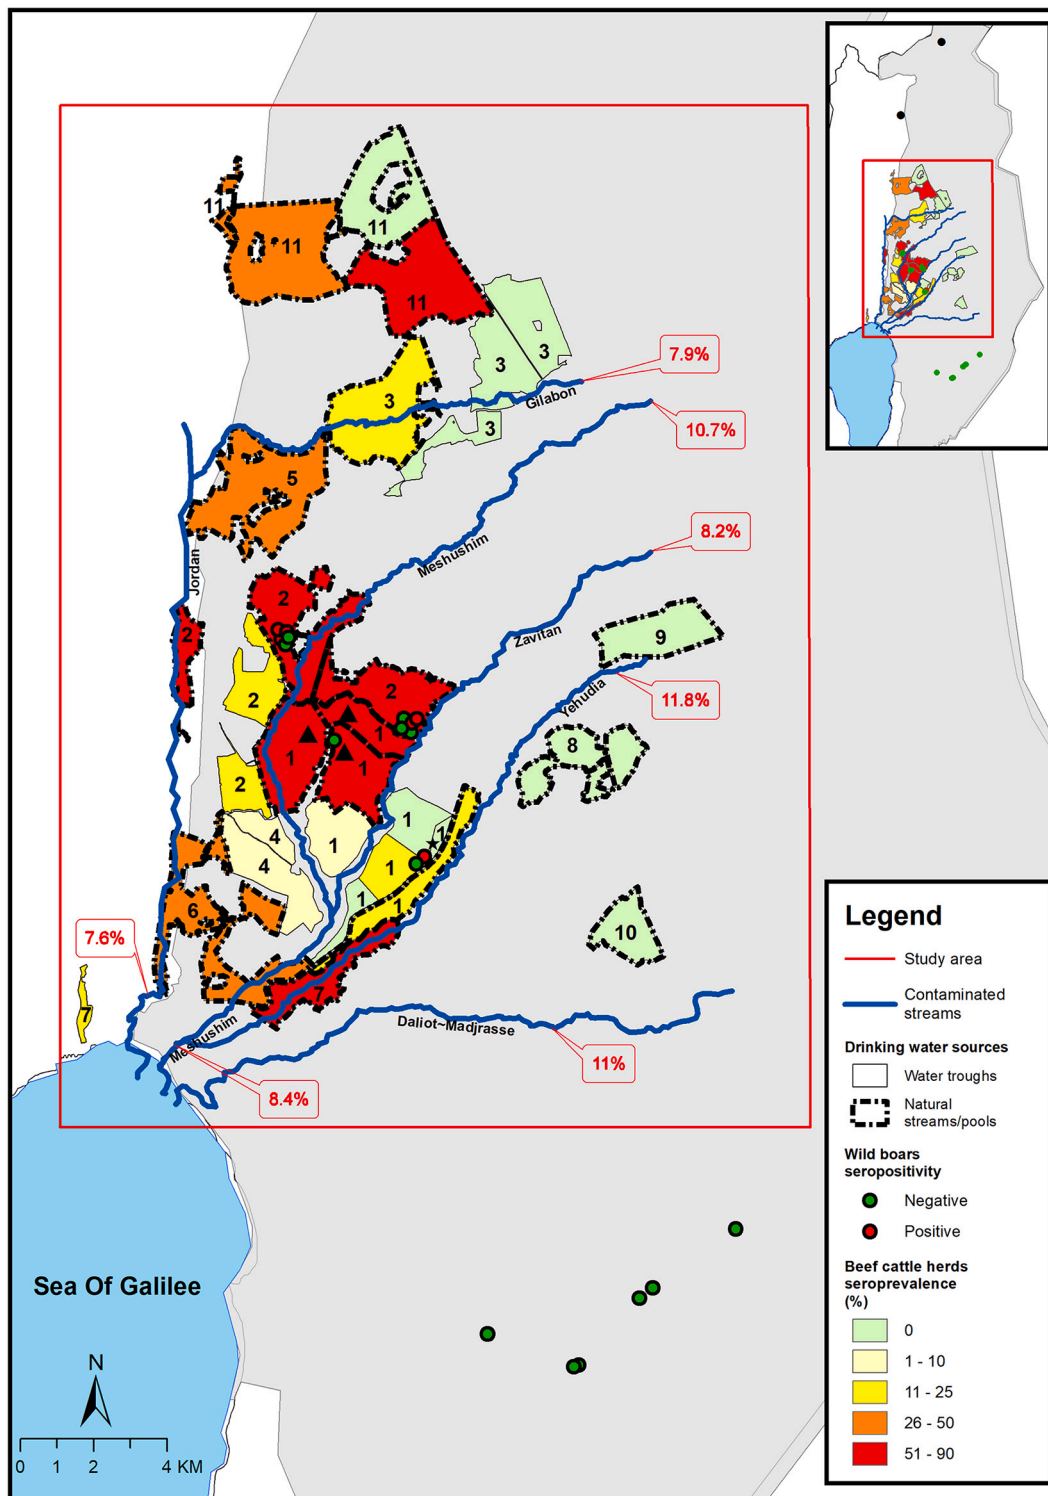 11
11
11
11
3
3
7.9%
Gilabon
3
10.7%
3
5
8.2%
Meshushim
Jordan
2
2
Zavitan
9
2
2
Yehudia
11.8%
1
1
1
8
2
1
1
4
1
4
1
1
1
6
10
7.6%
7
7
Meshushim
Daliot~Madjrasse
11%
8.4%
Sea Of Galilee
N
0 1 2 4 KM
Legend
Study area
Contaminated
streams
Drinking water sources
Water troughs
Natural
streams/pools
Wild boars
seropositivity
Negative
Positive
Beef cattle herds
seroprevalence
(%)
0
1 - 10
11 - 25
26 - 50
51 - 90